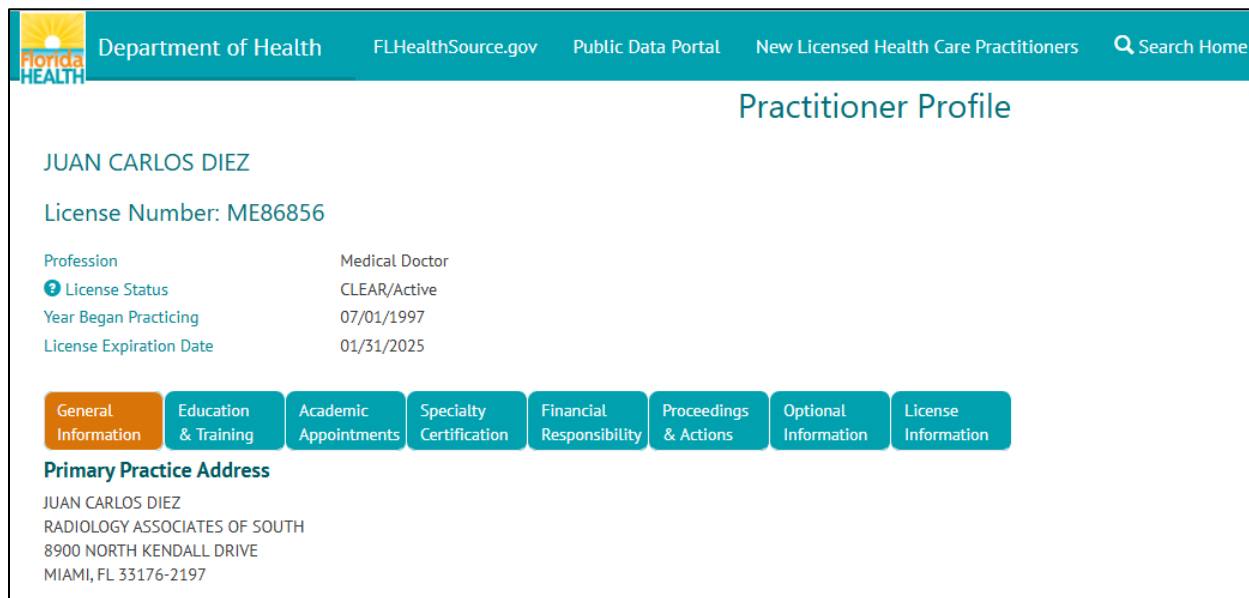 Florida
HEALTH
Department of Health FLHealthSource.gov Public Data Portal New Licensed Health Care Practitioners Search Home
Practitioner Profile
JUAN CARLOS DIEZ
License Number: ME86856
Profession Medical Doctor
? License Status CLEAR/Active
Year Began Practicing 07/01/1997
License Expiration Date 01/31/2025
General Information
Education & Training
Academic Appointments
Specialty Certification
Financial Responsibility
Proceedings & Actions
Optional Information
License Information
Primary Practice Address
JUAN CARLOS DIEZ
RADIOLOGY ASSOCIATES OF SOUTH
8900 NORTH KENDALL DRIVE
MIAMI, FL 33176-2197